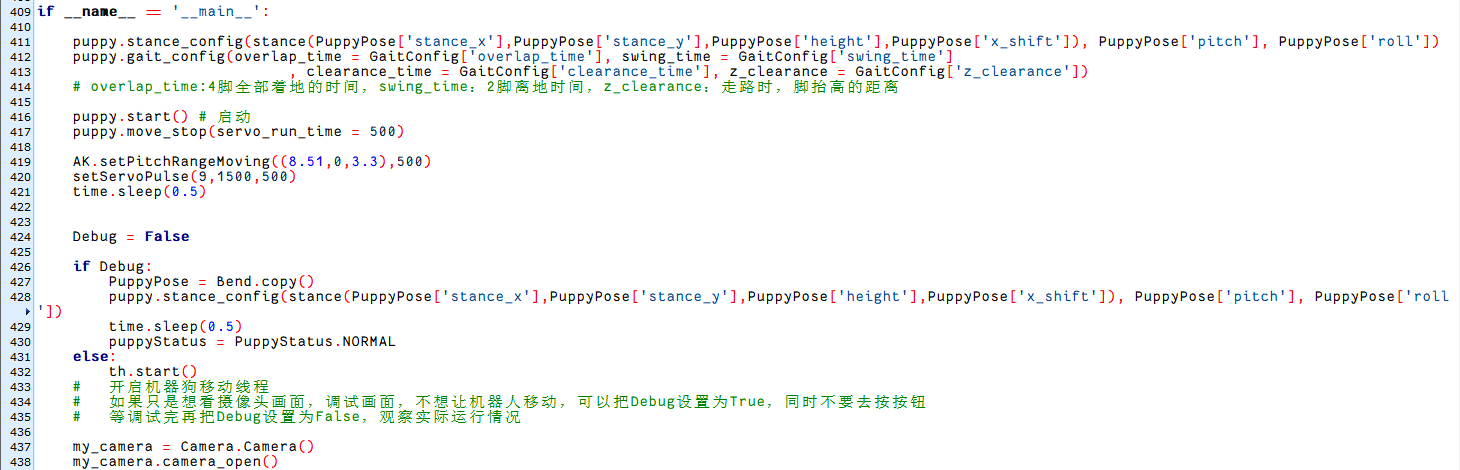 409 if __name__ == '__main__':
410
411     puppy.stance_config(stance(PuppyPose['stance_x'],PuppyPose['stance_y'],PuppyPose['height'],PuppyPose['x_shift']), PuppyPose['pitch'], PuppyPose['roll'])
412     puppy.gait_config(overlap_time = GaitConfig['overlap_time'], swing_time = GaitConfig['swing_time']
413                             , clearance_time = GaitConfig['clearance_time'], z_clearance = GaitConfig['z_clearance'])
414     # overlap_time:4脚全部着地的时间，swing_time：2脚离地时间，z_clearance：走路时，脚抬高的距离
415
416     puppy.start() # 启动
417     puppy.move_stop(servo_run_time = 500)
418
419     AK.setPitchRangeMoving((8.51,0,3.3),500)
420     setServoPulse(9,1500,500)
421     time.sleep(0.5)
422
423
424     Debug = False
425
426     if Debug:
427         PuppyPose = Bend.copy()
428         puppy.stance_config(stance(PuppyPose['stance_x'],PuppyPose['stance_y'],PuppyPose['height'],PuppyPose['x_shift']), PuppyPose['pitch'], PuppyPose['roll
'])
429         time.sleep(0.5)
430         puppyStatus = PuppyStatus.NORMAL
431     else:
432         th.start()
433     #   开启机器狗移动线程
434     #   如果只是想看摄像头画面，调试画面，不想让机器人移动，可以把Debug设置为True，同时不要去按按钮
435     #   等调试完再把Debug设置为False，观察实际运行情况
436
437     my_camera = Camera.Camera()
438     my_camera.camera_open()